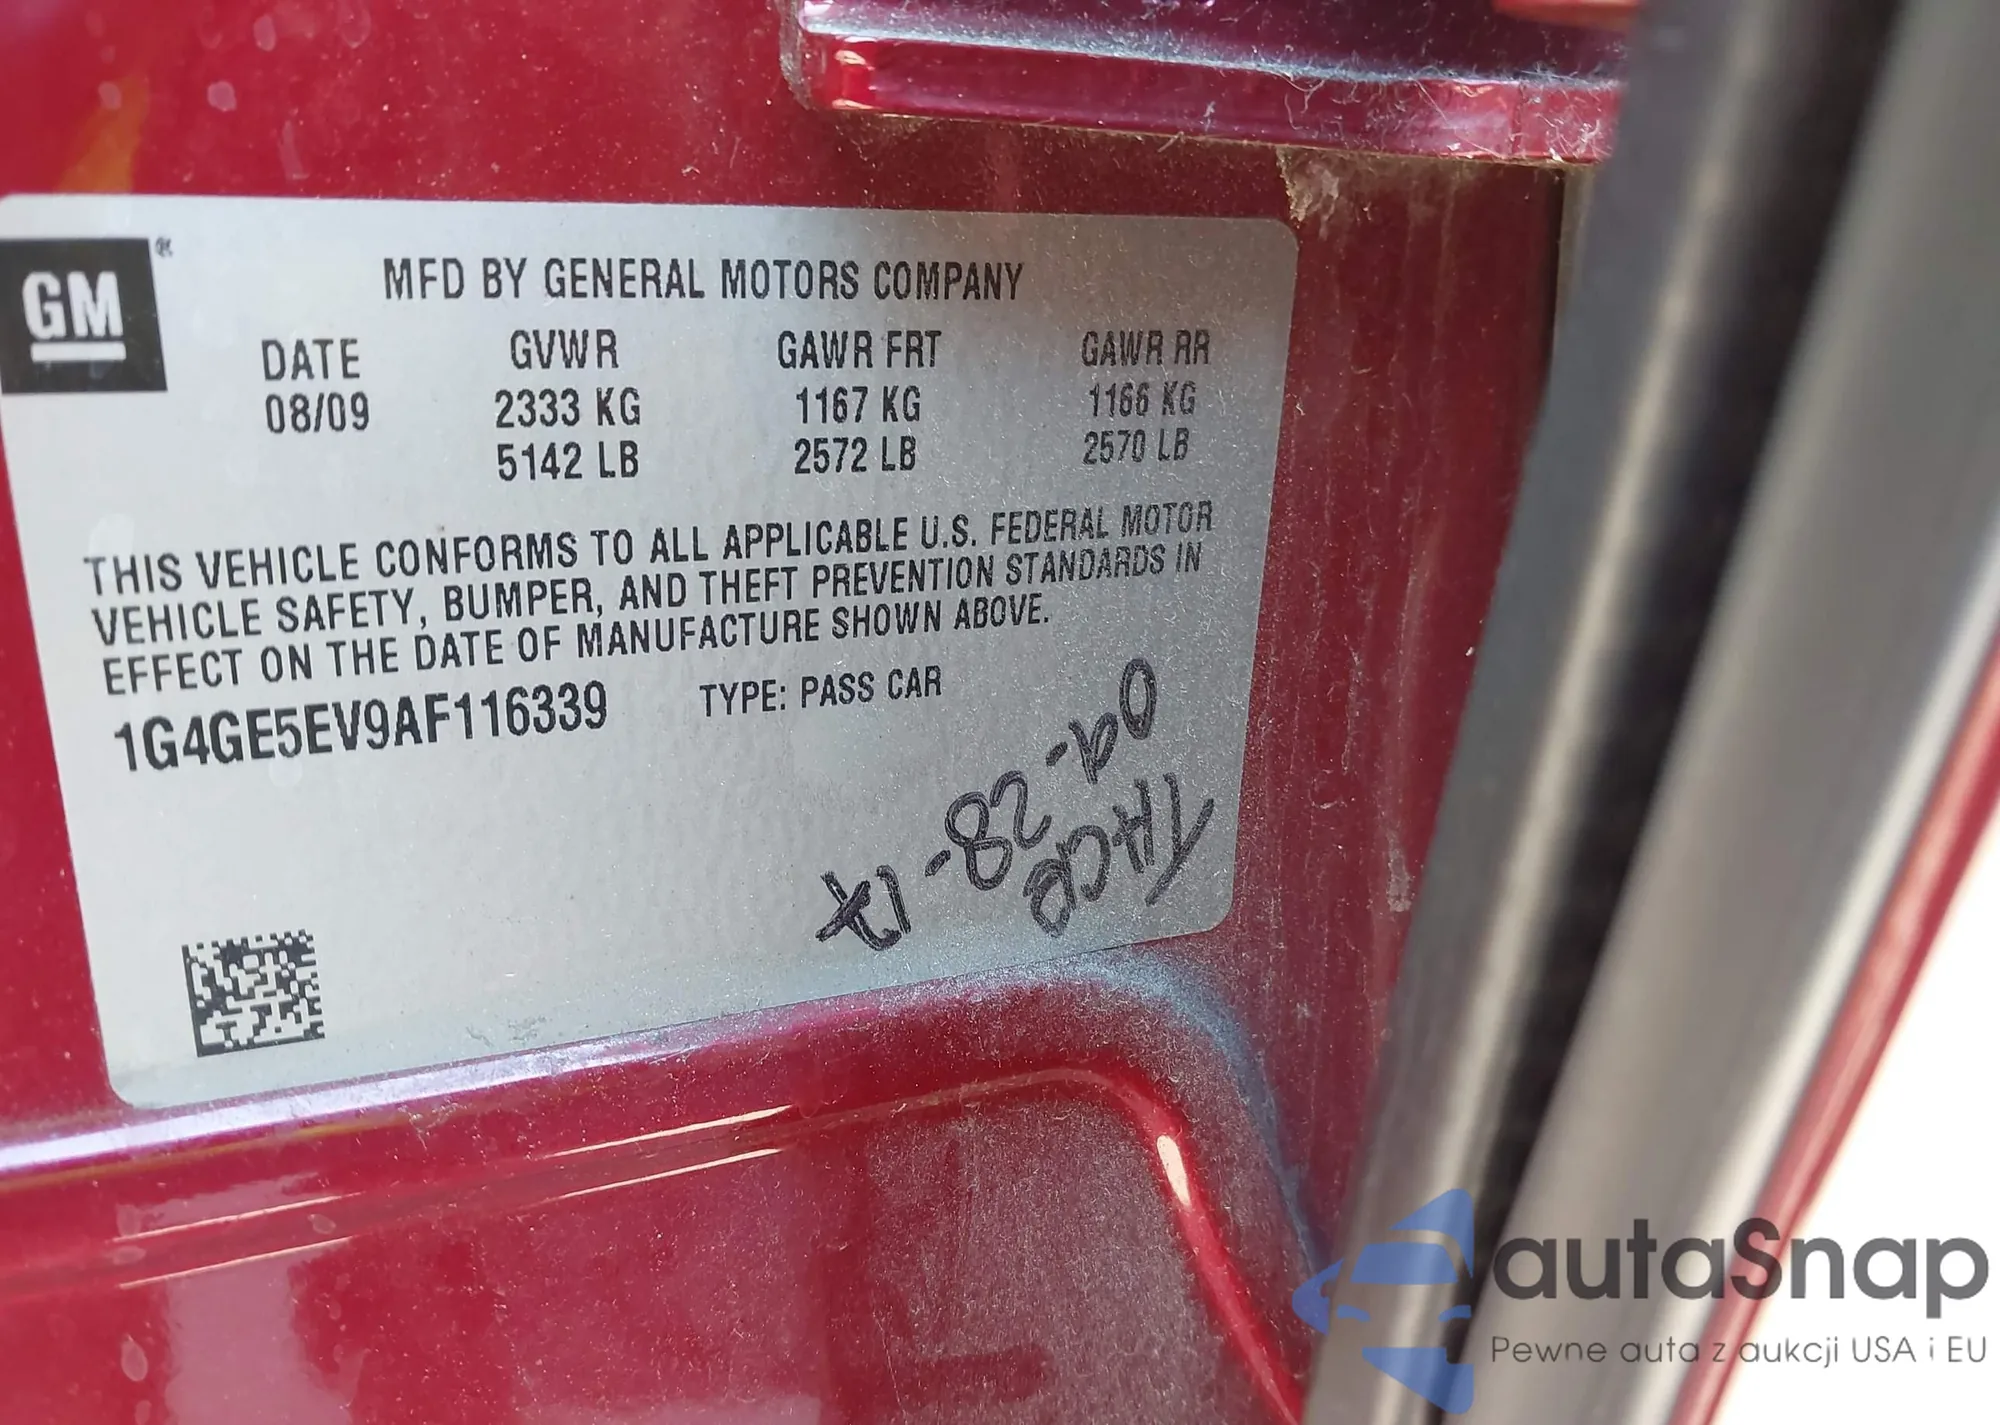 GM®
MFD BY GENERAL MOTORS COMPANY
DATE GVWR GAWR FRT GAWR RR
08/09 2333 KG 1167 KG 1166 KG
5142 LB 2572 LB 2570 LB
THIS VEHICLE CONFORMS TO ALL APPLICABLE U.S. FEDERAL MOTOR
VEHICLE SAFETY, BUMPER, AND THEFT PREVENTION STANDARDS IN
EFFECT ON THE DATE OF MANUFACTURE SHOWN ABOVE.
1G4GE5EV9AF116339 TYPE: PASS CAR
autaSnap
Pewne auta z aukcji USA i EU